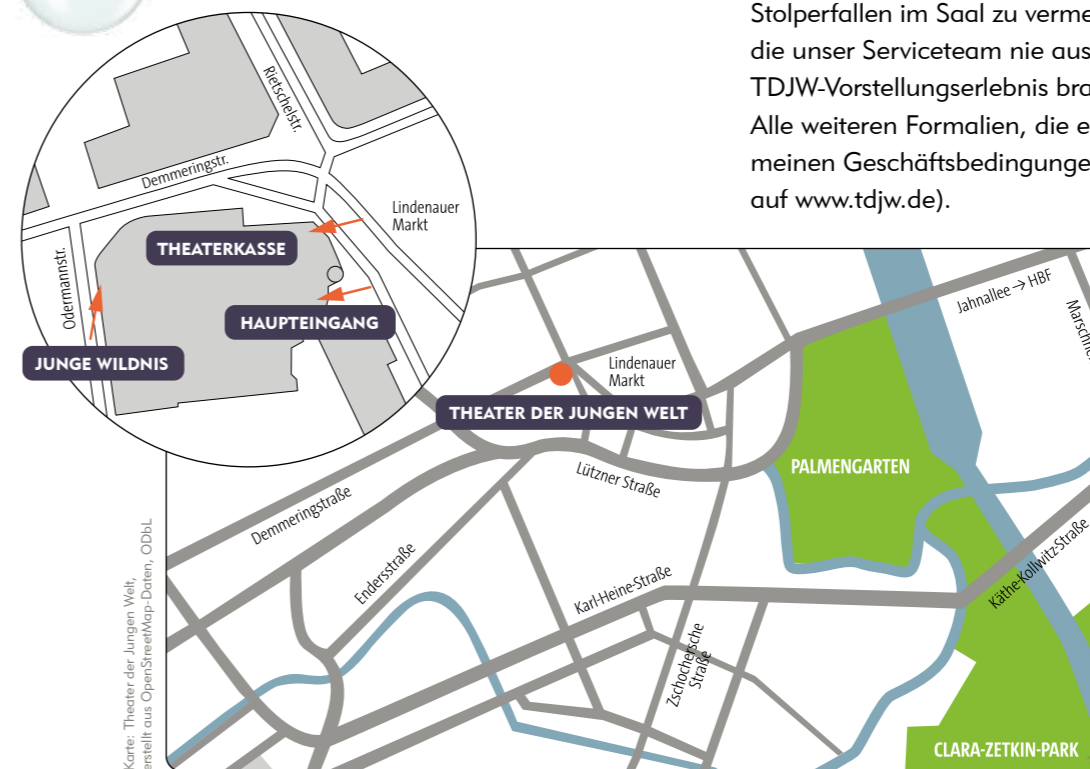 Stolperfallen im Saal zu verme
die unser Serviceteam nie aus
TDJW-Vorstellungserlebnis bra
Alle weiteren Formalien, die e
meinen Geschäftsbedingunge
auf www.tdjw.de).
Rietschelstr.
Demmeringstr.
Lindenauer
Markt
THEATERKASSE
Odermannstr.
HAUPTEINGANG
JUNGE WILDNIS
Jahnallee → HBF
Marschner
Lindenauer
Markt
THEATER DER JUNGEN WELT
PALMENGARTEN
Lützner Straße
Demmeringstraße
Endersstraße
Karl-Heine-Straße
Käthe-Kollwitz-Straße
Zschochersche
Straße
CLARA-ZETKIN-PARK
Karte: Theater der Jungen Welt,
erstellt aus OpenStreetMap-Daten, ODbL